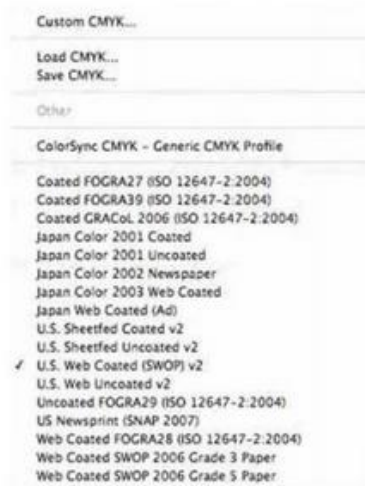 Custom CMYK...
Load CMYK...
Save CMYK...
Other
ColorSync CMYK - Generic CMYK Profile
Coated FOGRA27 (ISO 12647-2:2004)
Coated FOGRA39 (ISO 12647-2:2004)
Coated GRACoL 2006 (ISO 12647-2:2004)
Japan Color 2001 Coated
Japan Color 2001 Uncoated
Japan Color 2002 Newspaper
Japan Color 2003 Web Coated
Japan Web Coated (Ad)
U.S. Sheetfed Coated v2
U.S. Sheetfed Uncoated v2
✓ U.S. Web Coated (SWOP) v2
U.S. Web Uncoated v2
Uncoated FOGRA29 (ISO 12647-2:2004)
US Newsprint (SNAP 2007)
Web Coated FOGRA28 (ISO 12647-2:2004)
Web Coated SWOP 2006 Grade 3 Paper
Web Coated SWOP 2006 Grade 5 Paper